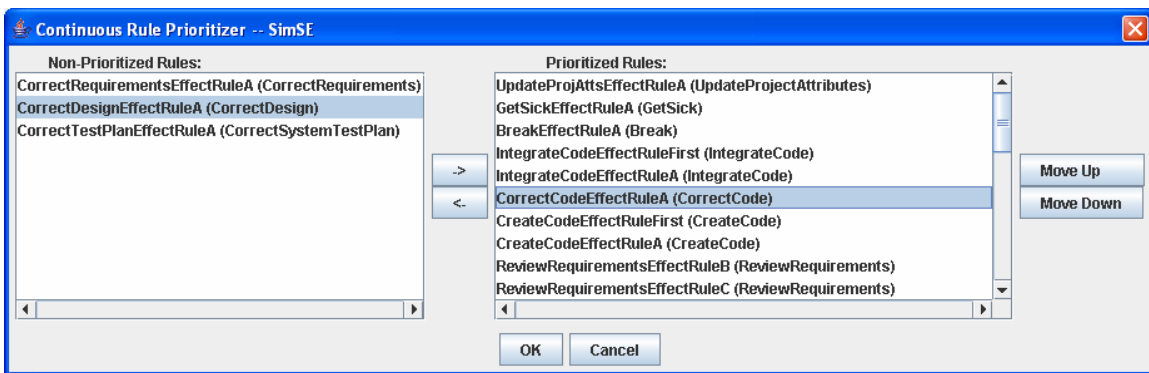 Continuous Rule Prioritizer -- SimSE
Non-Prioritized Rules:
CorrectRequirementsEffectRuleA (CorrectRequirements)
CorrectDesignEffectRuleA (CorrectDesign)
CorrectTestPlanEffectRuleA (CorrectSystemTestPlan)
->
<-
Prioritized Rules:
UpdateProjAttsEffectRuleA (UpdateProjectAttributes)
GetSickEffectRuleA (GetSick)
BreakEffectRuleA (Break)
IntegrateCodeEffectRuleFirst (IntegrateCode)
IntegrateCodeEffectRuleA (IntegrateCode)
CorrectCodeEffectRuleA (CorrectCode)
CreateCodeEffectRuleFirst (CreateCode)
CreateCodeEffectRuleA (CreateCode)
ReviewRequirementsEffectRuleB (ReviewRequirements)
ReviewRequirementsEffectRuleC (ReviewRequirements)
Move Up
Move Down
OK
Cancel